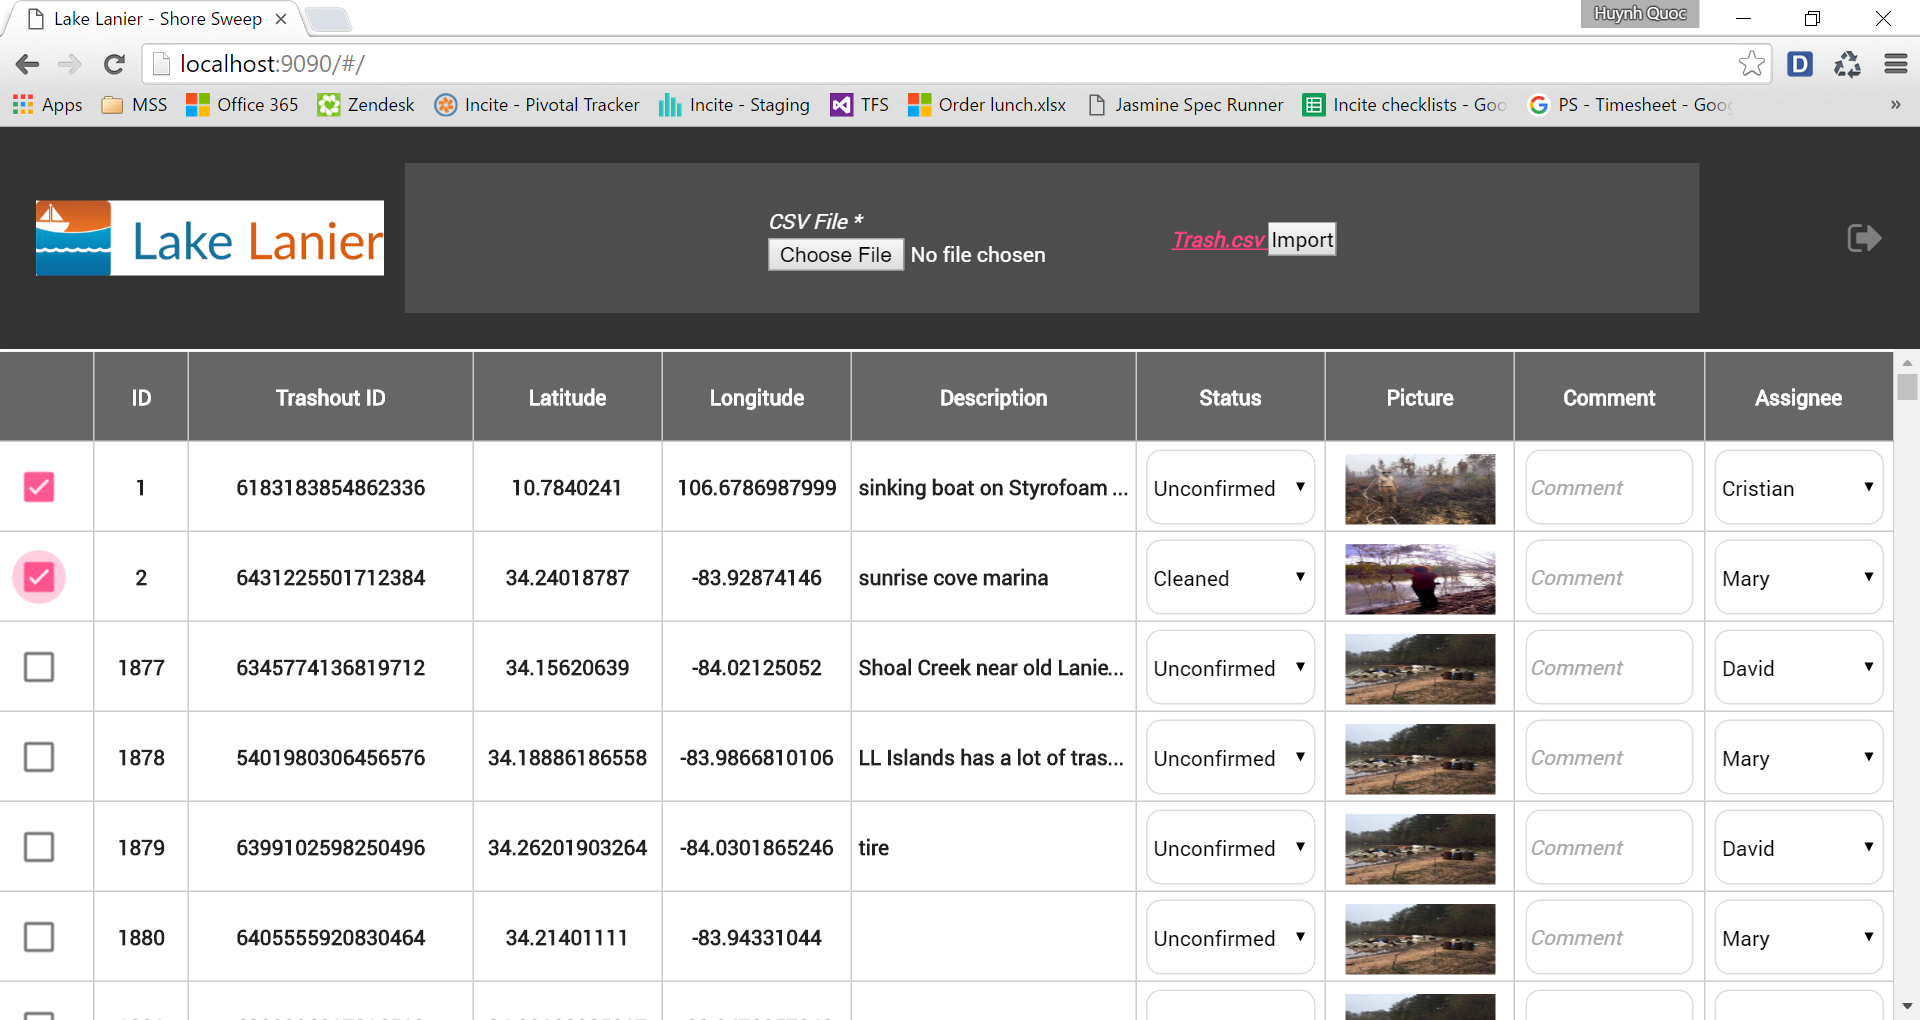 Lake Lanier - Shore Sweep
Huynh Quoc
localhost:9090/#/
Apps MSS Office 365 Zendesk Incite - Pivotal Tracker Incite - Staging TFS Order lunch.xlsx Jasmine Spec Runner Incite checklists - Goo PS - Timesheet - Goog »
Lake Lanier
CSV File *
Choose File No file chosen
Trash.csv Import
ID Trashout ID Latitude Longitude Description Status Picture Comment Assignee
1 6183183854862336 10.7840241 106.6786987999 sinking boat on Styrofoam ... Unconfirmed Comment Cristian
2 6431225501712384 34.24018787 -83.92874146 sunrise cove marina Cleaned Comment Mary
1877 6345774136819712 34.15620639 -84.02125052 Shoal Creek near old Lanie... Unconfirmed Comment David
1878 5401980306456576 34.18886186558 -83.9866810106 LL Islands has a lot of tras... Unconfirmed Comment Mary
1879 6399102598250496 34.26201903264 -84.0301865246 tire Unconfirmed Comment David
1880 6405555920830464 34.21401111 -83.94331044 Unconfirmed Comment Mary